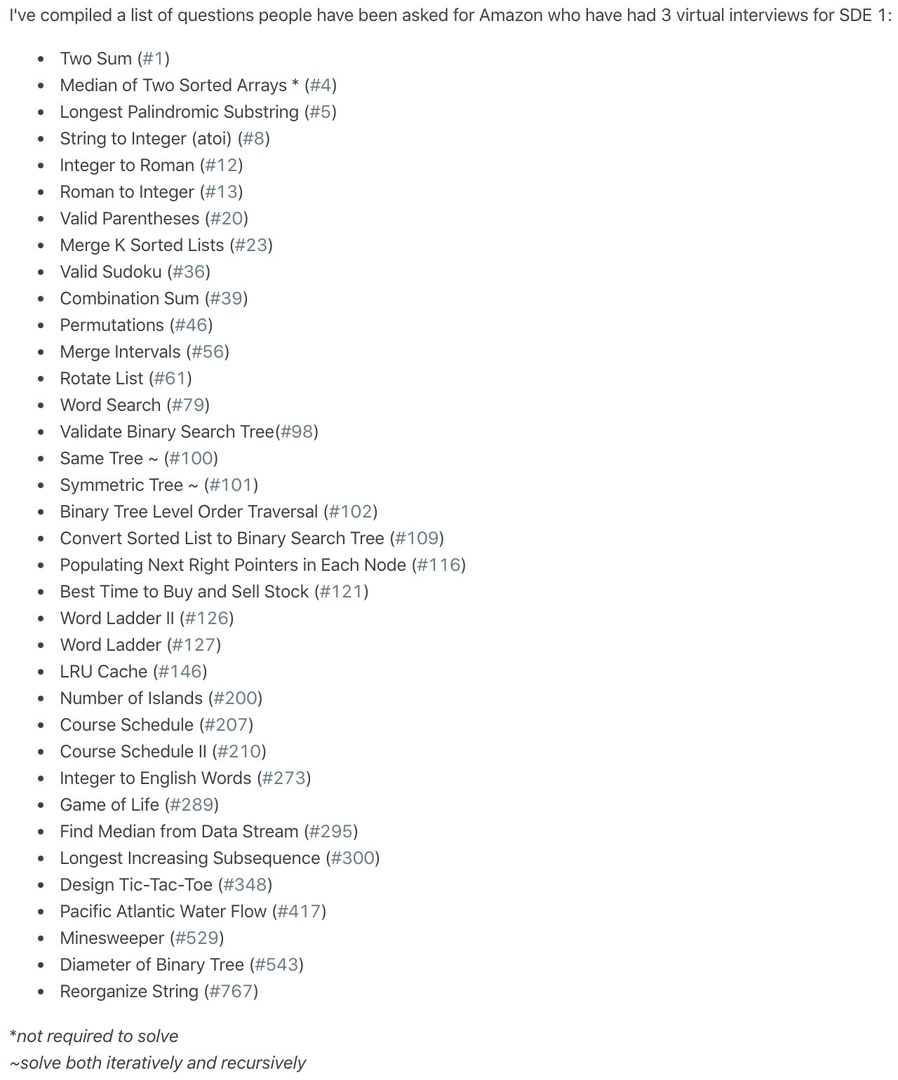 I've compiled a list of questions people have been asked for Amazon who have had 3 virtual interviews for SDE 1:
• Two Sum (#1)
• Median of Two Sorted Arrays * (#4)
• Longest Palindromic Substring (#5)
• String to Integer (atoi) (#8)
• Integer to Roman (#12)
• Roman to Integer (#13)
• Valid Parentheses (#20)
• Merge K Sorted Lists (#23)
• Valid Sudoku (#36)
• Combination Sum (#39)
• Permutations (#46)
• Merge Intervals (#56)
• Rotate List (#61)
• Word Search (#79)
• Validate Binary Search Tree(#98)
• Same Tree ~ (#100)
• Symmetric Tree ~ (#101)
• Binary Tree Level Order Traversal (#102)
• Convert Sorted List to Binary Search Tree (#109)
• Populating Next Right Pointers in Each Node (#116)
• Best Time to Buy and Sell Stock (#121)
• Word Ladder II (#126)
• Word Ladder (#127)
• LRU Cache (#146)
• Number of Islands (#200)
• Course Schedule (#207)
• Course Schedule II (#210)
• Integer to English Words (#273)
• Game of Life (#289)
• Find Median from Data Stream (#295)
• Longest Increasing Subsequence (#300)
• Design Tic-Tac-Toe (#348)
• Pacific Atlantic Water Flow (#417)
• Minesweeper (#529)
• Diameter of Binary Tree (#543)
• Reorganize String (#767)
*not required to solve
~solve both iteratively and recursively